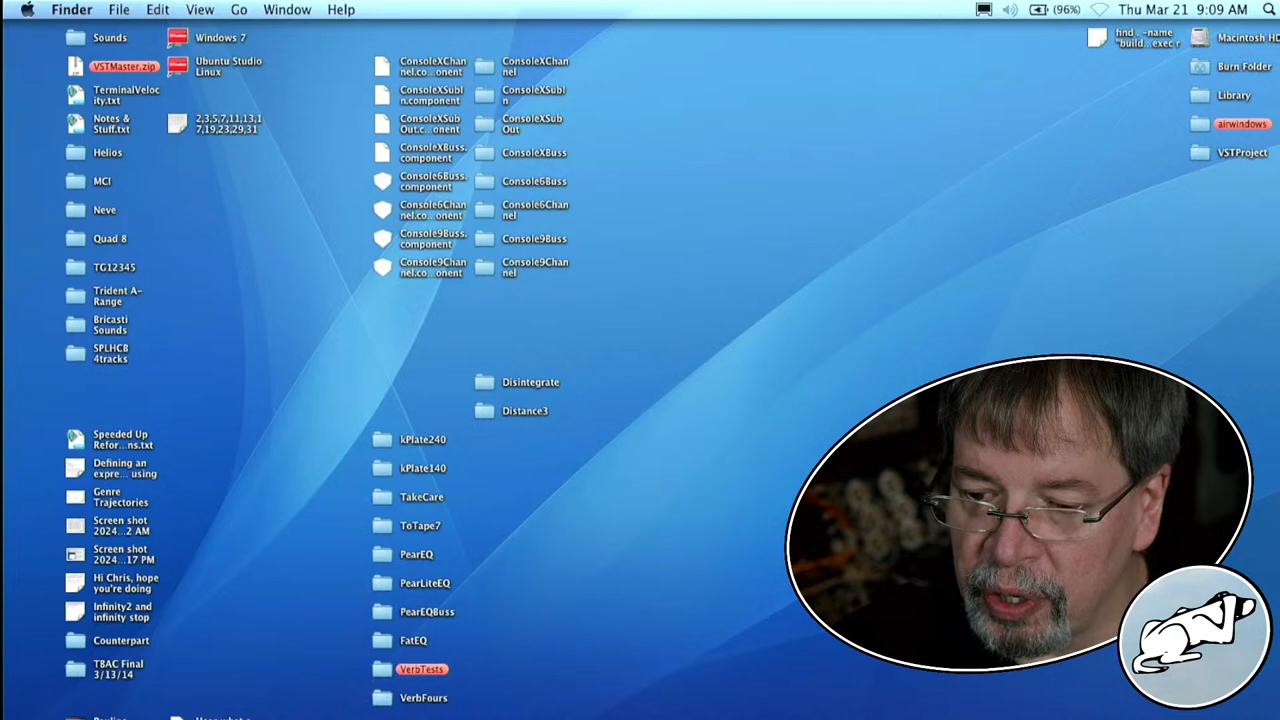 Finder File Edit View Go Window Help (96%) Thu Mar 21 9:09 AM
Sounds
VSTMaster.zip
TerminalVeloc
ity.txt
Notes &
Stuff.txt
Helios
MCI
Neve
Quad 8
TG12345
Trident A-
Range
Bricasti
Sounds
SPLHCB
4tracks
Speeded Up
Refor...ns.txt
Defining an
expre... using
Genre
Trajectories
Screen shot
2024...2 AM
Screen shot
2024...17 PM
Hi Chris, hope
you're doing
Infinity2 and
infinity stop
Counterpart
TBAC Final
3/13/14
Windows 7
Ubuntu Studio
Linux
2,3,5,7,11,13,1
7,19,23,29,31
ConsoleXChan
nel.co...onent
ConsoleXSubI
n.component
ConsoleXSub
Out.c...onent
ConsoleXBuss.
component
Console6Buss.
component
Console6Chan
nel.co...onent
Console9Buss.
component
Console9Chan
nel.co...onent
kPlate240
kPlate140
TakeCare
ToTape7
PearEQ
PearLiteEQ
PearEQBuss
FatEQ
VerbTests
VerbFours
ConsoleXChan
nel
ConsoleXSubI
n
ConsoleXSub
Out
ConsoleXBuss
Console6Buss
Console6Chan
nel
Console9Buss
Console9Chan
nel
Disintegrate
Distance3
find . -name
"build...exec r
Macintosh HD
Burn Folder
Library
airwindows
VSTProject